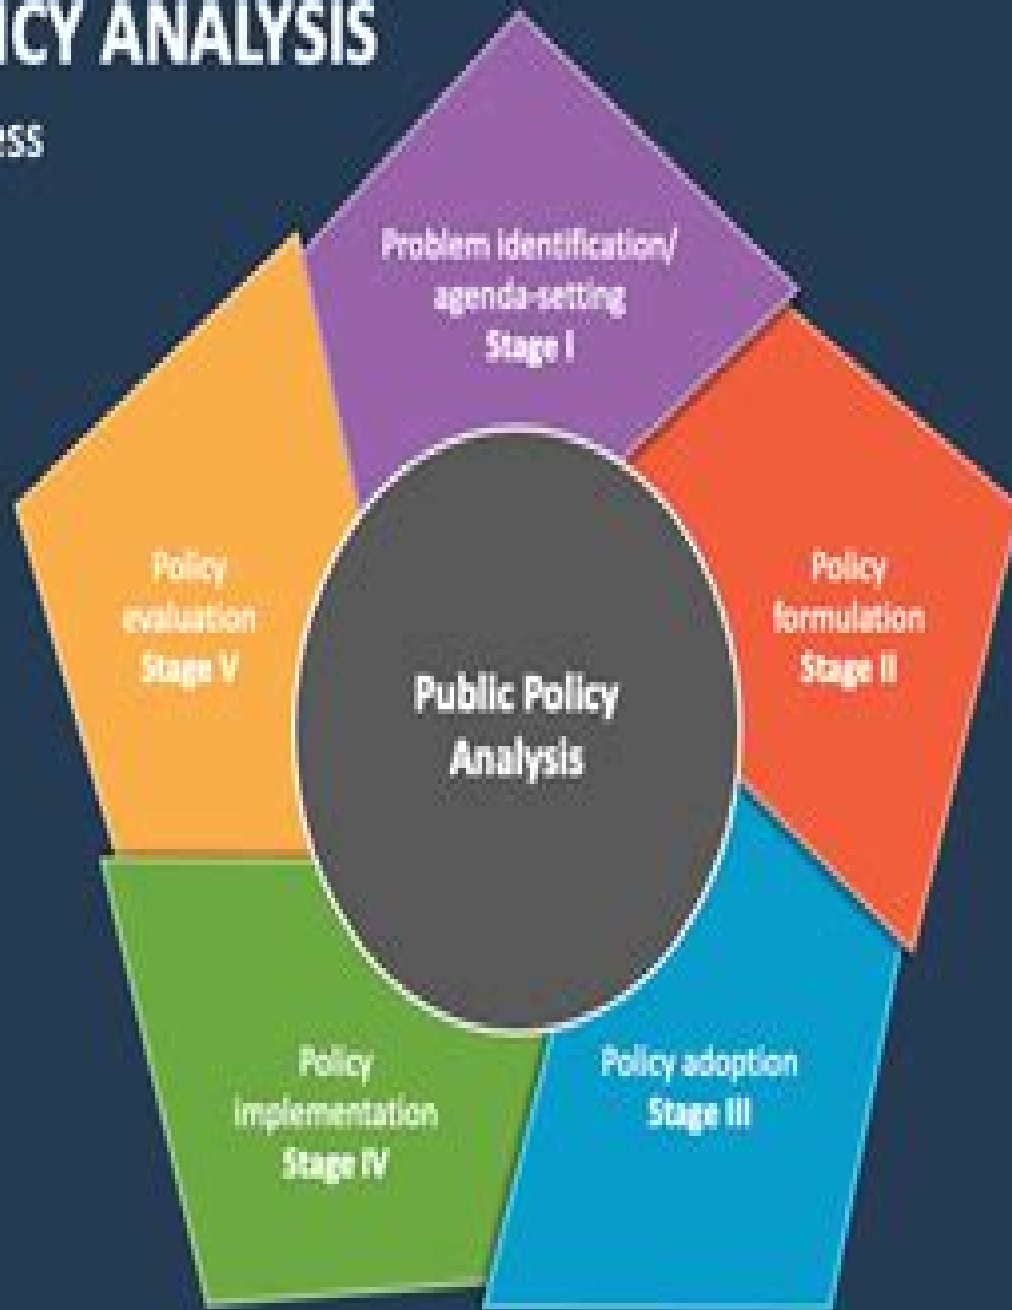 ICY ANALYSIS
ess
Problem identification/
agenda-setting
Stage I
Policy
evaluation
Stage V
Policy
formulation
Stage II
Public Policy
Analysis
Policy
implementation
Stage IV
Policy adoption
Stage III